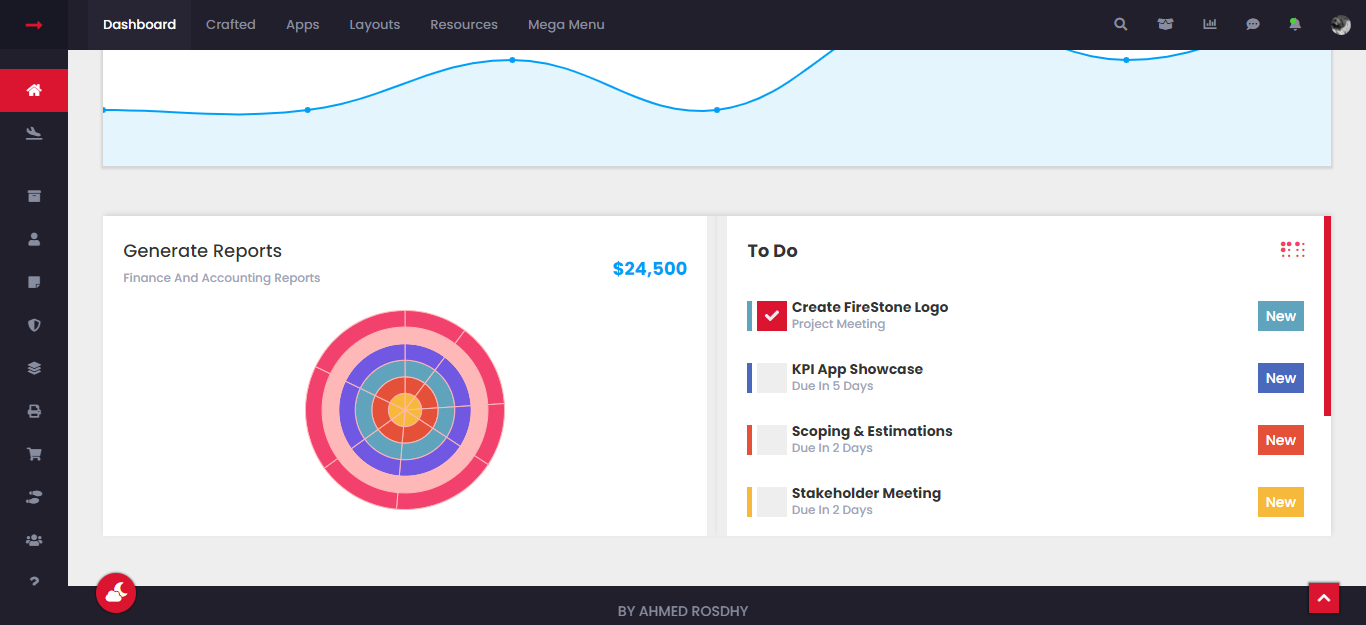 Dashboard Crafted Apps Layouts Resources Mega Menu
Generate Reports
Finance And Accounting Reports
$24,500
To Do
Create FireStone Logo
Project Meeting
New
KPI App Showcase
Due In 5 Days
New
Scoping & Estimations
Due In 2 Days
New
Stakeholder Meeting
Due In 2 Days
New
BY AHMED ROSDHY